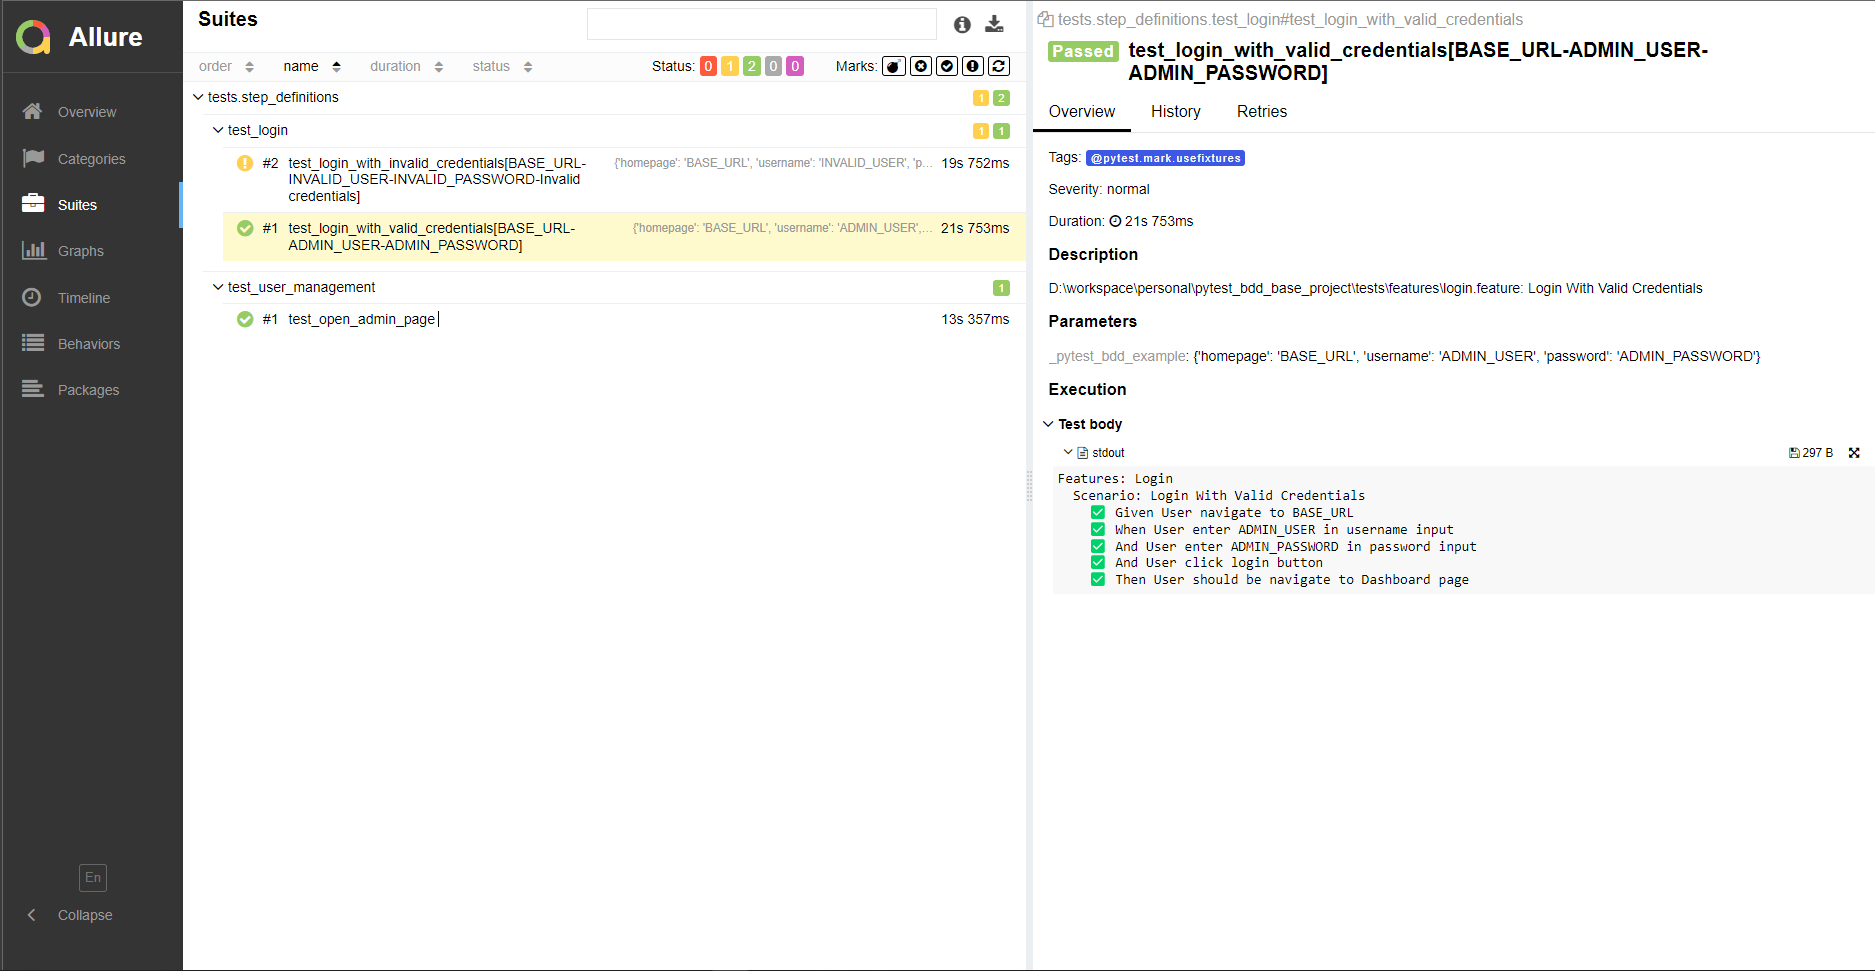 Allure
Overview
Categories
Suites
Graphs
Timeline
Behaviors
Packages
En
Collapse
Suites
order name duration status Status: 0 1 2 0 0 Marks:
tests.step_definitions 1 2
test_login 1 1
#2 test_login_with_invalid_credentials[BASE_URL- {'homepage': 'BASE_URL', 'username': 'INVALID_USER', 'p... 19s 752ms
INVALID_USER-INVALID_PASSWORD-Invalid
credentials]
#1 test_login_with_valid_credentials[BASE_URL- {'homepage': 'BASE_URL', 'username': 'ADMIN_USER',... 21s 753ms
ADMIN_USER-ADMIN_PASSWORD]
test_user_management 1
#1 test_open_admin_page 13s 357ms
tests.step_definitions.test_login#test_login_with_valid_credentials
Passed test_login_with_valid_credentials[BASE_URL-ADMIN_USER-
ADMIN_PASSWORD]
Overview History Retries
Tags: @pytest.mark.usefixtures
Severity: normal
Duration: 21s 753ms
Description
D:\workspace\personal\pytest_bdd_base_project\tests\features\login.feature: Login With Valid Credentials
Parameters
_pytest_bdd_example: {'homepage': 'BASE_URL', 'username': 'ADMIN_USER', 'password': 'ADMIN_PASSWORD'}
Execution
Test body
stdout 297 B
Features: Login
Scenario: Login With Valid Credentials
Given User navigate to BASE_URL
When User enter ADMIN_USER in username input
And User enter ADMIN_PASSWORD in password input
And User click login button
Then User should be navigate to Dashboard page